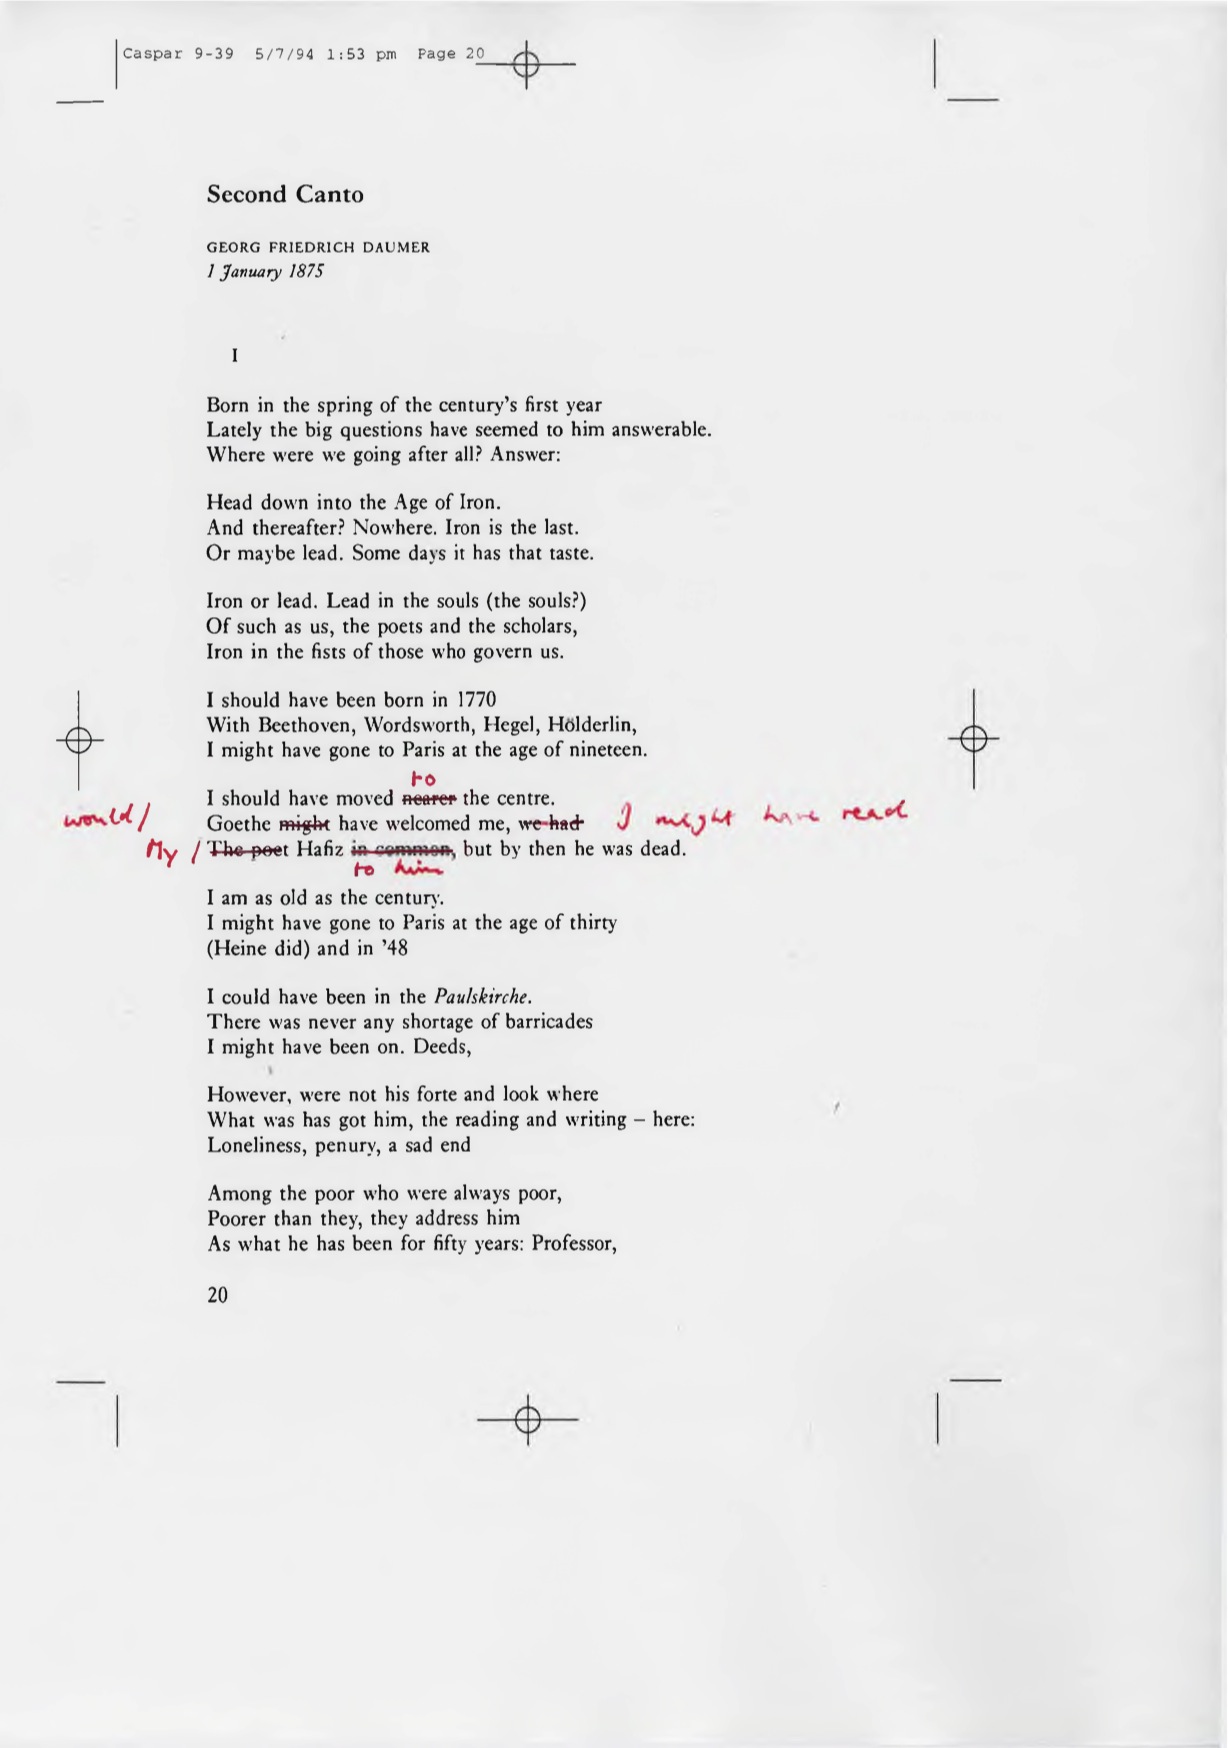 Caspar 9-39 5/7/94 1:53 pm Page 20
Second Canto
GEORG FRIEDRICH DAUMER
1 January 1875
I
Born in the spring of the century's first year
Lately the big questions have seemed to him answerable.
Where were we going after all? Answer:
Head down into the Age of Iron.
And thereafter? Nowhere. Iron is the last.
Or maybe lead. Some days it has that taste.
Iron or lead. Lead in the souls (the souls?)
Of such as us, the poets and the scholars,
Iron in the fists of those who govern us.
I should have been born in 1770
With Beethoven, Wordsworth, Hegel, Hölderlin,
I might have gone to Paris at the age of nineteen.
to
I should have moved nearer the centre.
would/ Goethe might have welcomed me, we had I might have read
My / The poet Hafiz in common, but by then he was dead.
to him
I am as old as the century.
I might have gone to Paris at the age of thirty
(Heine did) and in '48
I could have been in the Paulskirche.
There was never any shortage of barricades
I might have been on. Deeds,
However, were not his forte and look where
What was has got him, the reading and writing – here:
Loneliness, penury, a sad end
Among the poor who were always poor,
Poorer than they, they address him
As what he has been for fifty years: Professor,
20